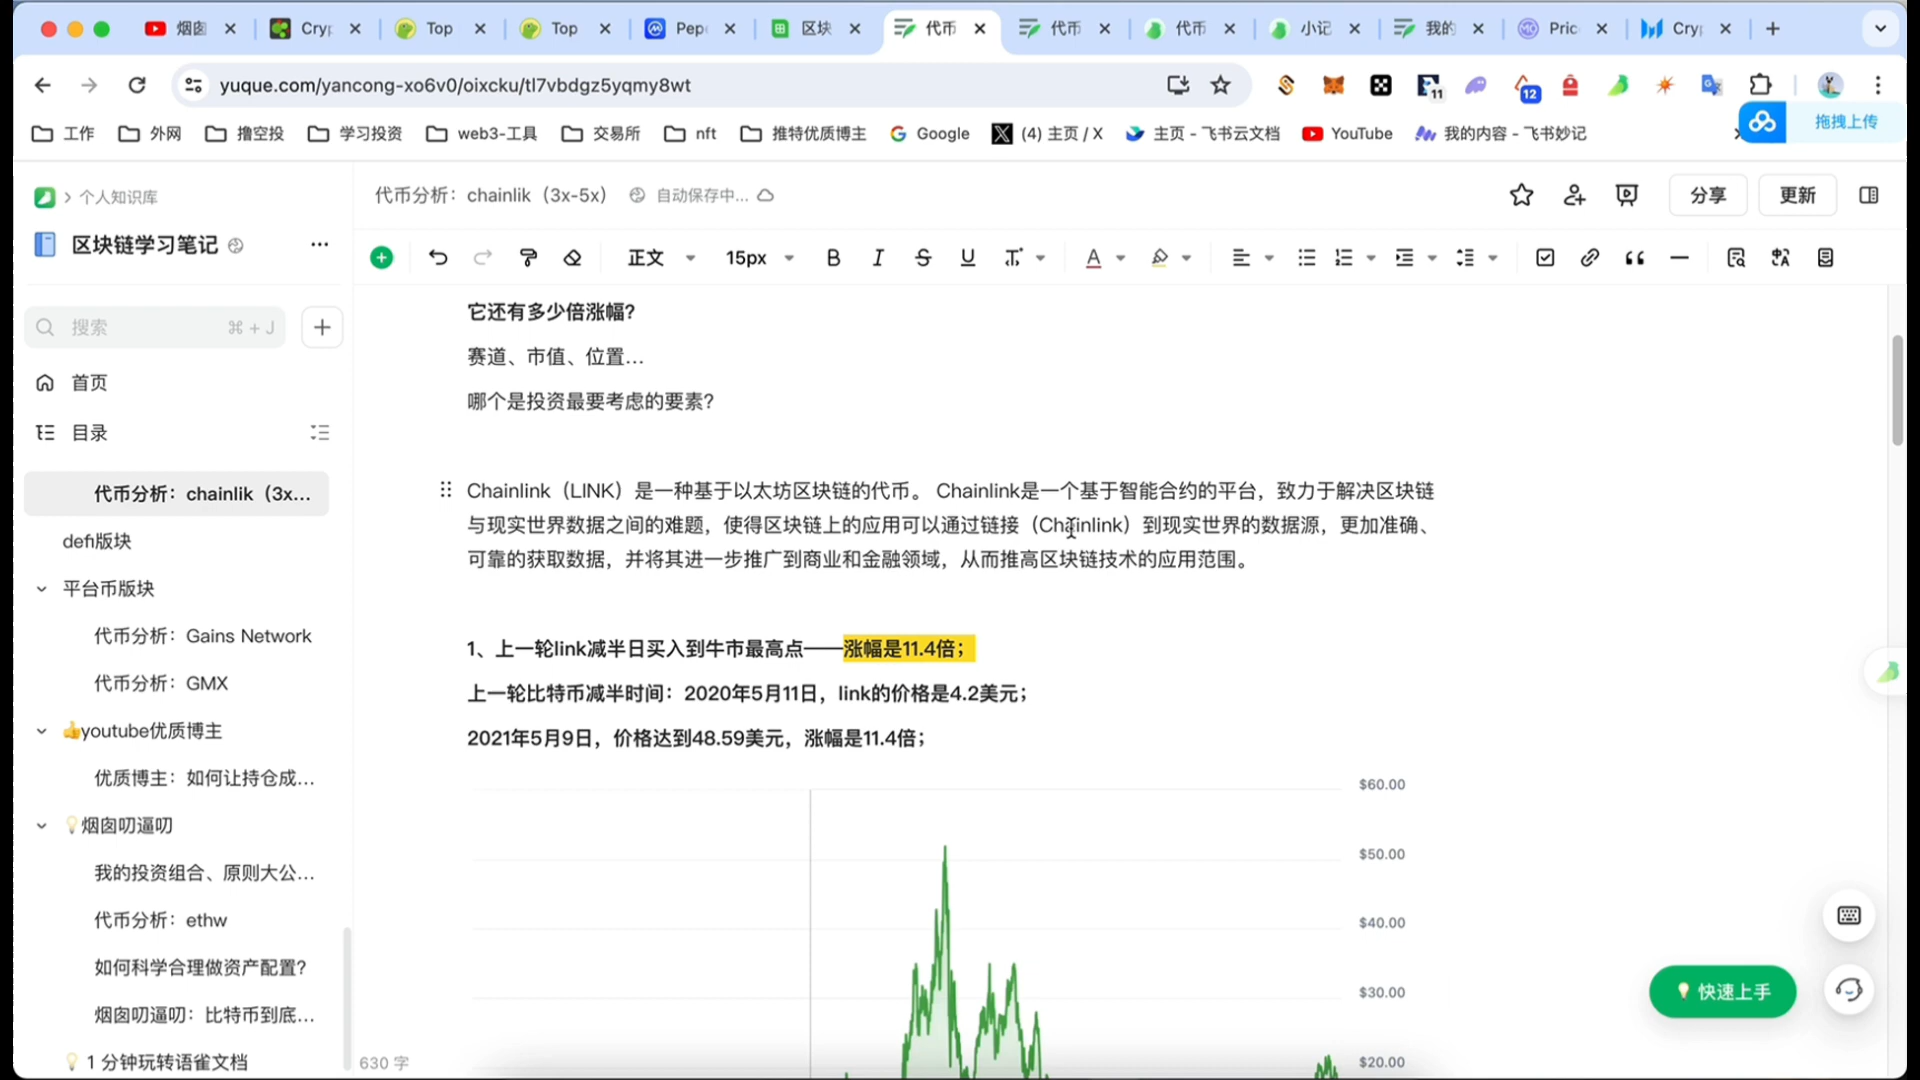 烟囱
Cryp
Top
Top
Pepe
区块
代币
代币
代币
小记
我的
Pric
Cryp
yuque.com/yancong-xo6v0/oixcku/tl7vbdgz5yqmy8wt
11
12
工作
外网
撸空投
学习投资
web3-工具
交易所
nft
推特优质博主
Google
(4) 主页 / X
主页 - 飞书云文档
YouTube
我的内容 - 飞书妙记
拖拽上传
个人知识库
区块链学习笔记
搜索
⌘ + J
首页
目录
代币分析：chainlik（3x...
defi版块
平台币版块
代币分析：Gains Network
代币分析：GMX
👍youtube优质博主
优质博主：如何让持仓成...
💡烟囱叨逼叨
我的投资组合、原则大公...
代币分析：ethw
如何科学合理做资产配置?
烟囱叨逼叨：比特币到底...
💡 1 分钟玩转语雀文档
代币分析：chainlik（3x-5x）
自动保存中...
分享
更新
正文
15px
它还有多少倍涨幅?
赛道、市值、位置...
哪个是投资最要考虑的要素?
Chainlink（LINK）是一种基于以太坊区块链的代币。 Chainlink是一个基于智能合约的平台，致力于解决区块链
与现实世界数据之间的难题，使得区块链上的应用可以通过链接（Chainlink）到现实世界的数据源，更加准确、
可靠的获取数据，并将其进一步推广到商业和金融领域，从而推高区块链技术的应用范围。
1、上一轮link减半日买入到牛市最高点——涨幅是11.4倍；
上一轮比特币减半时间：2020年5月11日，link的价格是4.2美元；
2021年5月9日，价格达到48.59美元，涨幅是11.4倍；
$60.00
$50.00
$40.00
$30.00
$20.00
630 字
💡 快速上手